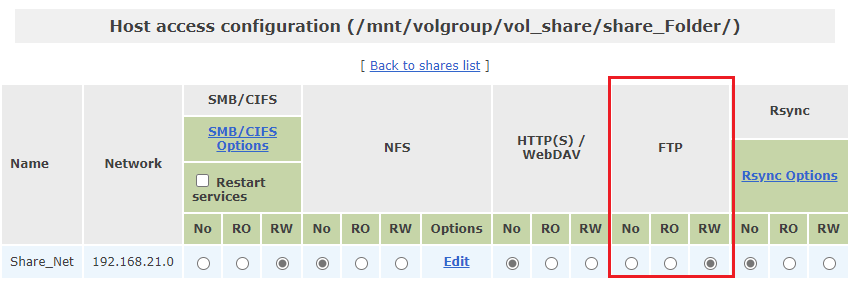 Host access configuration (/mnt/volgroup/vol_share/share_Folder/)
[ Back to shares list ]
Name
Network
SMB/CIFS
SMB/CIFS
Options
Restart
services
NFS
HTTP(S) /
WebDAV
FTP
Rsync
Rsync Options
No RO RW No RO RW Options No RO RW No RO RW No RO RW
Share_Net 192.168.21.0 Edit